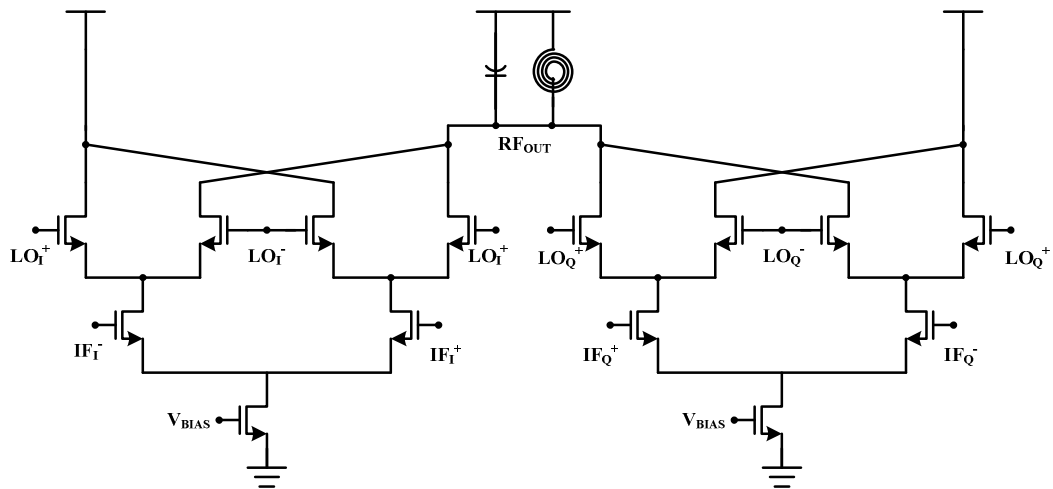 RF_OUT
LO_I^+
LO_I^-
LO_I^+
LO_Q^+
LO_Q^-
LO_Q^+
IF_I^-
IF_I^+
IF_Q^+
IF_Q^-
V_BIAS
V_BIAS